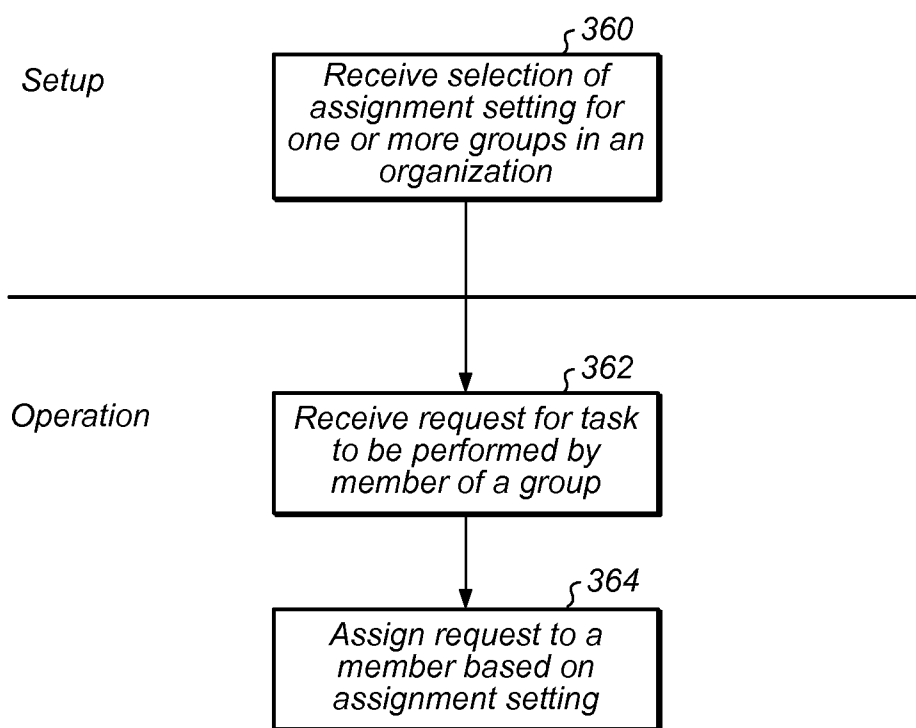 360
Setup
Receive selection of
assignment setting for
one or more groups in an
organization
362
Operation
Receive request for task
to be performed by
member of a group
364
Assign request to a
member based on
assignment setting